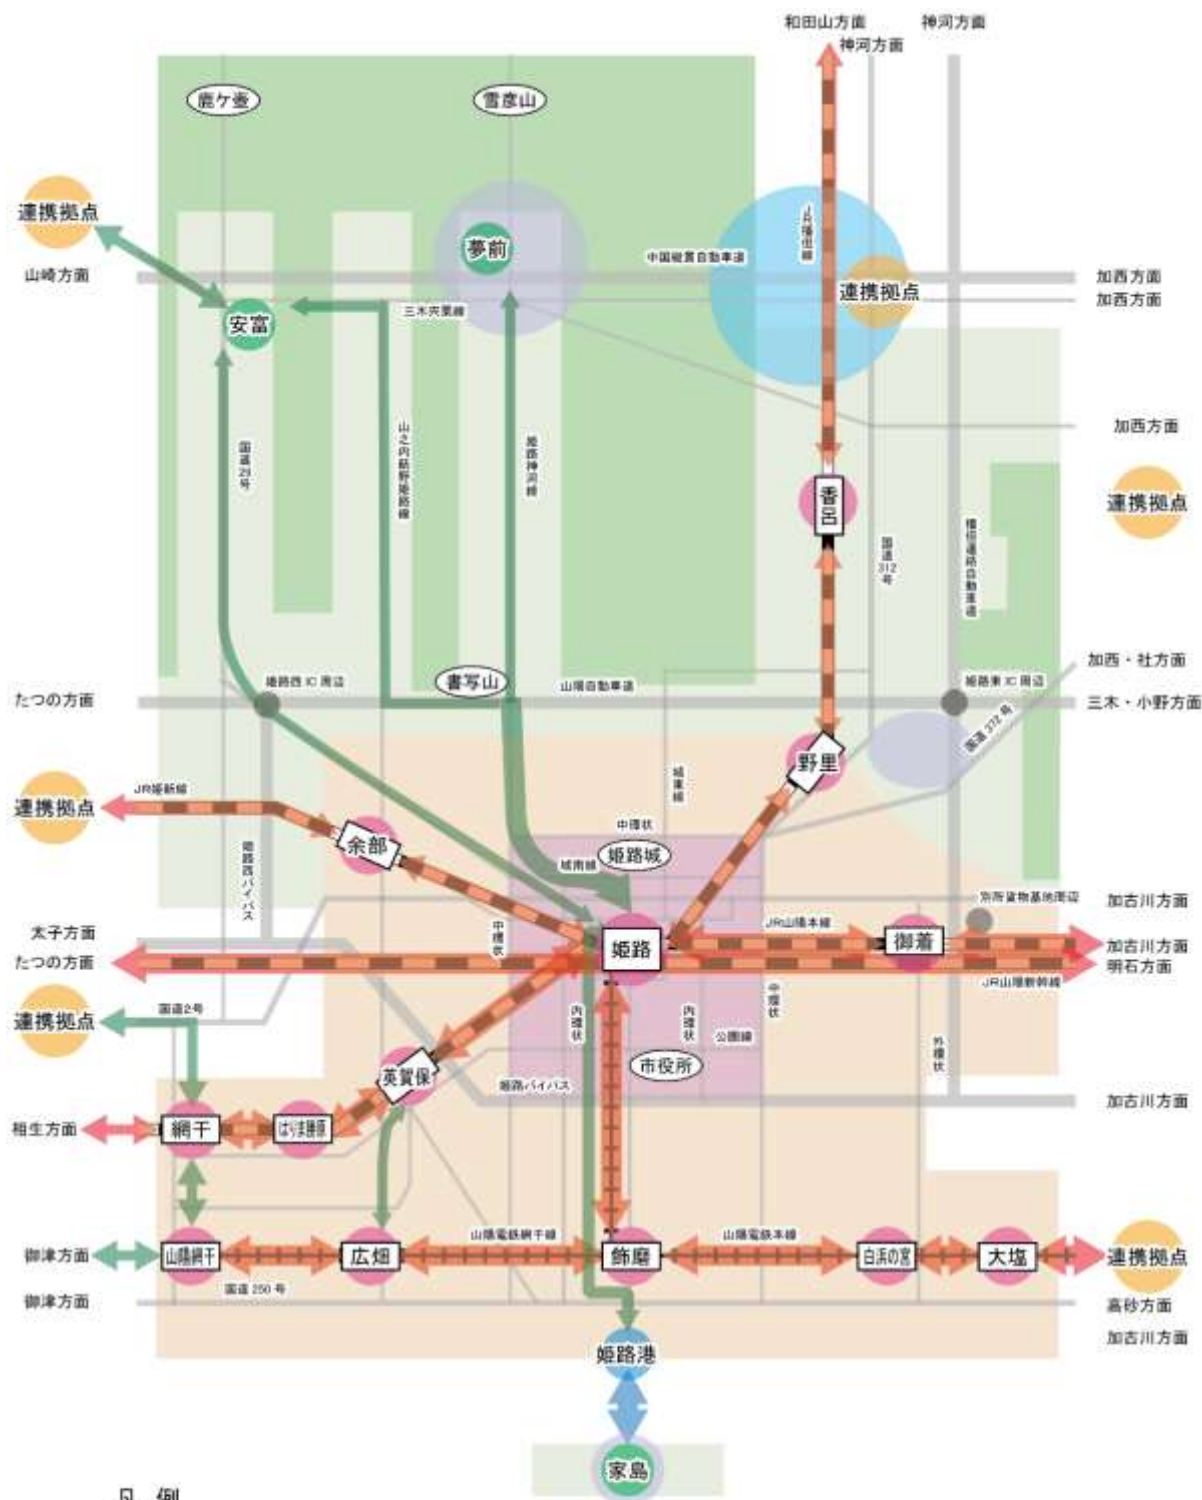 和田山方面
神河方面
神河方面
鹿ケ壷
雪彦山
連携拠点
JR播但線
夢前
中国縦貫自動車道
山崎方面
加西方面
連携拠点
加西方面
三木宍粟線
安富
加西方面
国道29号
山之内莇野姫路線
姫路神河線
香呂
連携拠点
国道312号
播但連絡自動車道
加西・社方面
書写山
姫路西IC周辺
山陽自動車道
姫路東IC周辺
たつの方面
三木・小野方面
国道372号
野里
城東線
JR姫新線
連携拠点
中環状
余部
姫路城
城南線
姫路西バイパス
別所貨物基地周辺
加古川方面
中環状
JR山陽本線
太子方面
姫路
御着
加古川方面
たつの方面
明石方面
JR山陽新幹線
国道2号
連携拠点
内環状
内環状
中環状
公園線
外環状
市役所
英賀保
姫路バイパス
加古川方面
相生方面
網干
はりま勝原
山陽電鉄網干線
山陽電鉄本線
御津方面
山陽網干
広畑
飾磨
白浜の宮
大塩
連携拠点
国道250号
御津方面
高砂方面
加古川方面
姫路港
家島
凡 例